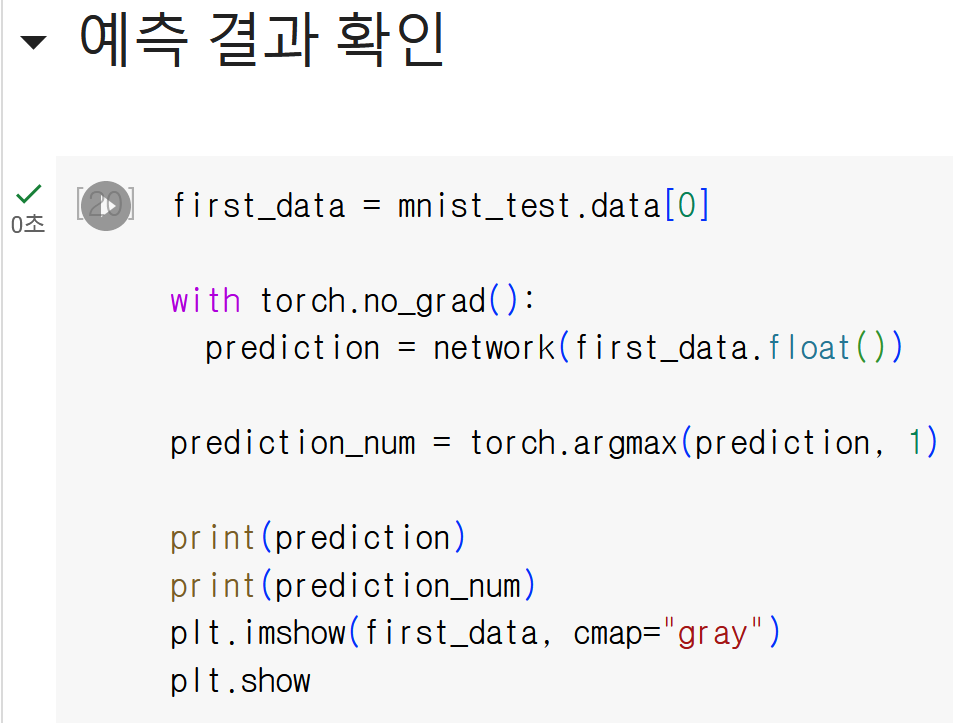 예측 결과 확인
0초
[20]
first_data = mnist_test.data[0]
with torch.no_grad():
  prediction = network(first_data.float())
prediction_num = torch.argmax(prediction, 1)
print(prediction)
print(prediction_num)
plt.imshow(first_data, cmap="gray")
plt.show